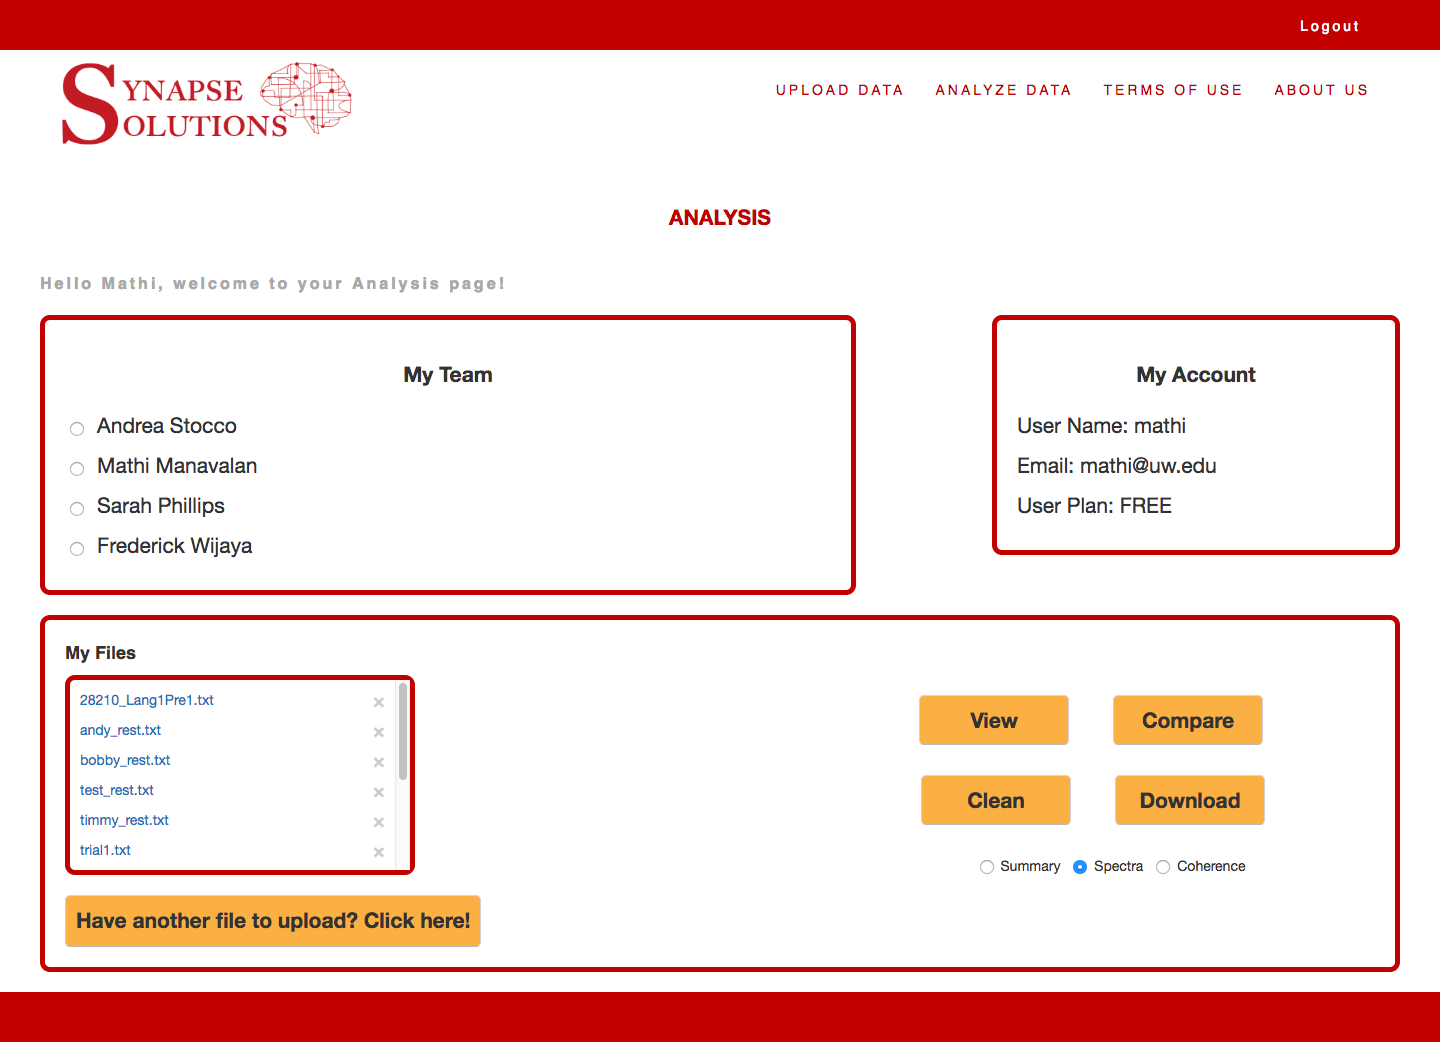 Logout
SYNAPSE
SOLUTIONS
UPLOAD DATA ANALYZE DATA TERMS OF USE ABOUT US
ANALYSIS
Hello Mathi, welcome to your Analysis page!
My Team
Andrea Stocco
Mathi Manavalan
Sarah Phillips
Frederick Wijaya
My Account
User Name: mathi
Email: mathi@uw.edu
User Plan: FREE
My Files
28210_Lang1Pre1.txt
andy_rest.txt
bobby_rest.txt
test_rest.txt
timmy_rest.txt
trial1.txt
Have another file to upload? Click here!
View Compare
Clean Download
Summary Spectra Coherence